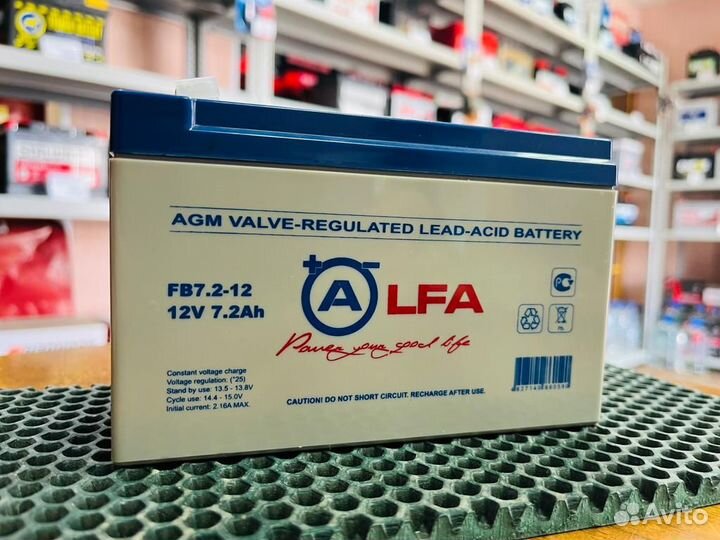 AGM VALVE-REGULATED LEAD-ACID BATTERY
FB7.2-12
12V 7.2Ah
ALFA
Power your good life
Constant voltage charge
Voltage regulation: (°25)
Stand by use: 13.5 - 13.8V
Cycle use: 14.4 - 15.0V
Initial current: 2.16A MAX.
CAUTION! DO NOT SHORT CIRCUIT. RECHARGE AFTER USE.
Pb
Avito